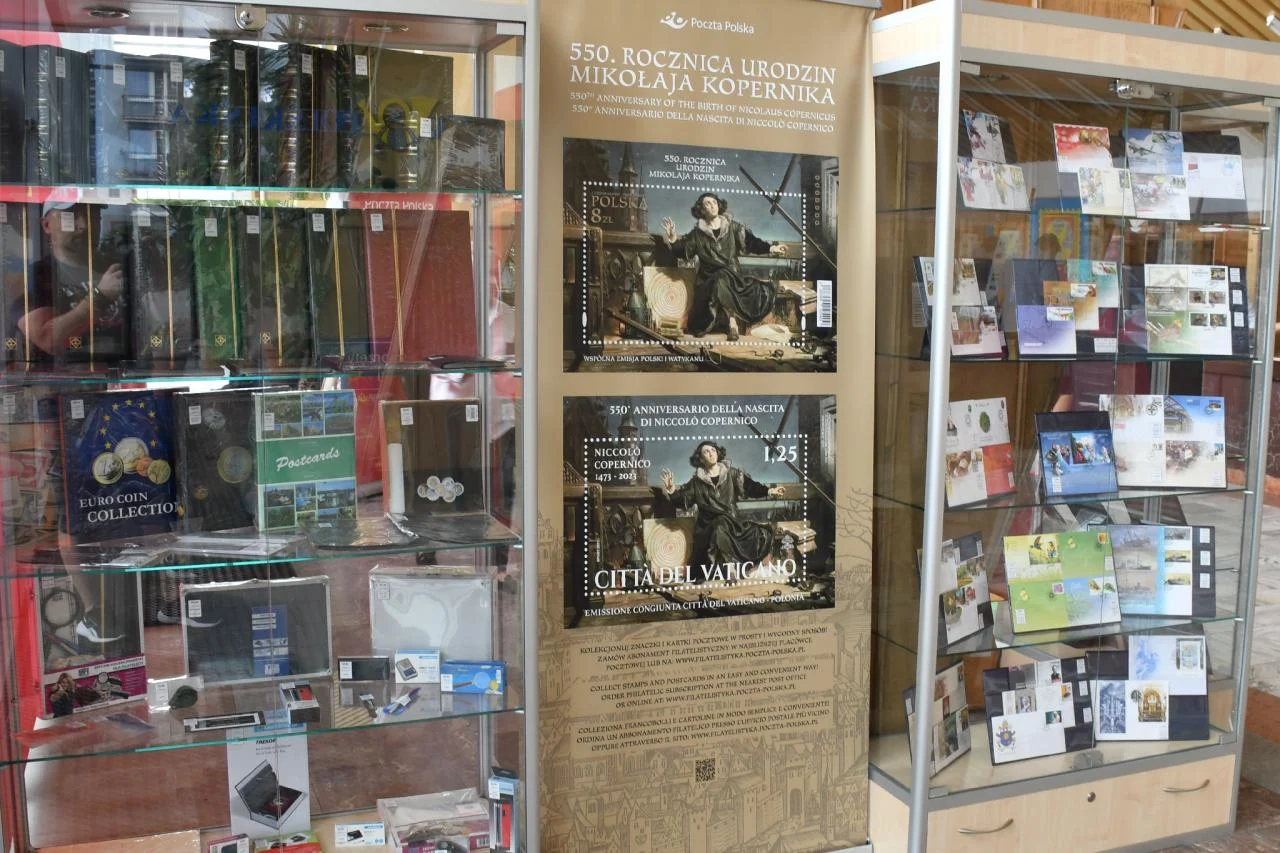 Poczta Polska
550. ROCZNICA URODZIN
MIKOŁAJA KOPERNIKA
550TH ANNIVERSARY OF THE BIRTH OF NICOLAUS COPERNICUS
550° ANNIVERSARIO DELLA NASCITA DI NICCOLÒ COPERNICO
550. ROCZNICA
URODZIN
MIKOŁAJA KOPERNIKA
POLSKA
8 ZŁ
WSPÓLNA EMISJA POLSKI I WATYKANU
550° ANNIVERSARIO DELLA NASCITA
DI NICCOLÒ COPERNICO
NICCOLÒ
COPERNICO
1473 - 2023
1,25
CITTÀ DEL VATICANO
EMISSIONE CONGIUNTA CITTÀ DEL VATICANO - POLONIA
KOLEKCJONUJ ZNACZKI I KARTKI POCZTOWE W PROSTY I WYGODNY SPOSÓB!
ZAMÓW ABONAMENT FILATELISTYCZNY W NAJBLIŻSZEJ PLACÓWCE
POCZTOWEJ LUB NA: WWW.FILATELISTYKA.POCZTA-POLSKA.PL
COLLECT STAMPS AND POSTCARDS IN AN EASY AND CONVENIENT WAY!
ORDER PHILATELIC SUBSCRIPTION AT THE NEAREST POST OFFICE
OR ONLINE AT: WWW.FILATELISTYKA.POCZTA-POLSKA.PL
COLLEZIONA FRANCOBOLLI E CARTOLINE IN MODO SEMPLICE E CONVENIENTE!
ORDINA UN ABBONAMENTO FILATELICO PRESSO L'UFFICIO POSTALE PIÙ VICINO
OPPURE ATTRAVERSO IL SITO: WWW.FILATELISTYKA.POCZTA-POLSKA.PL
Poczta Polska
EURO COIN
COLLECTION
Postcards